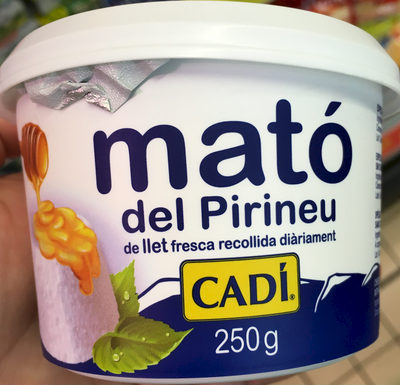 mató
del Pirineu
de llet fresca recollida diàriament
CADÍ
250g